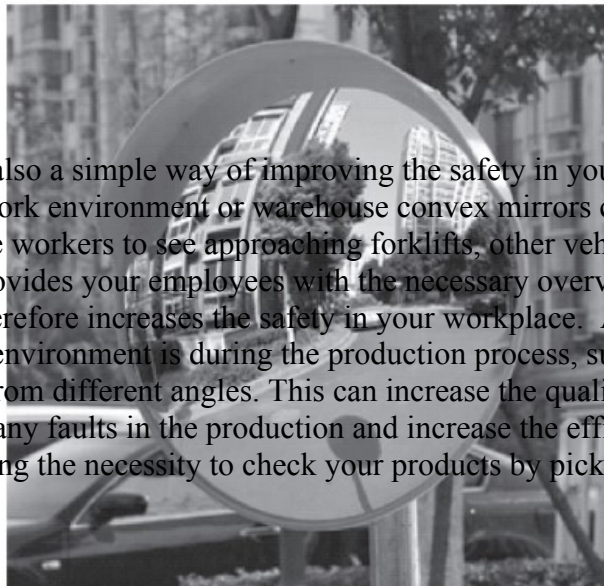 also a simple way of improving the safety in you
ork environment or warehouse convex mirrors
e workers to see approaching forklifts, other veh
ovides your employees with the necessary overv
erefore increases the safety in your workplace.
environment is during the production process, su
rom different angles. This can increase the quali
any faults in the production and increase the eff
ng the necessity to check your products by pick